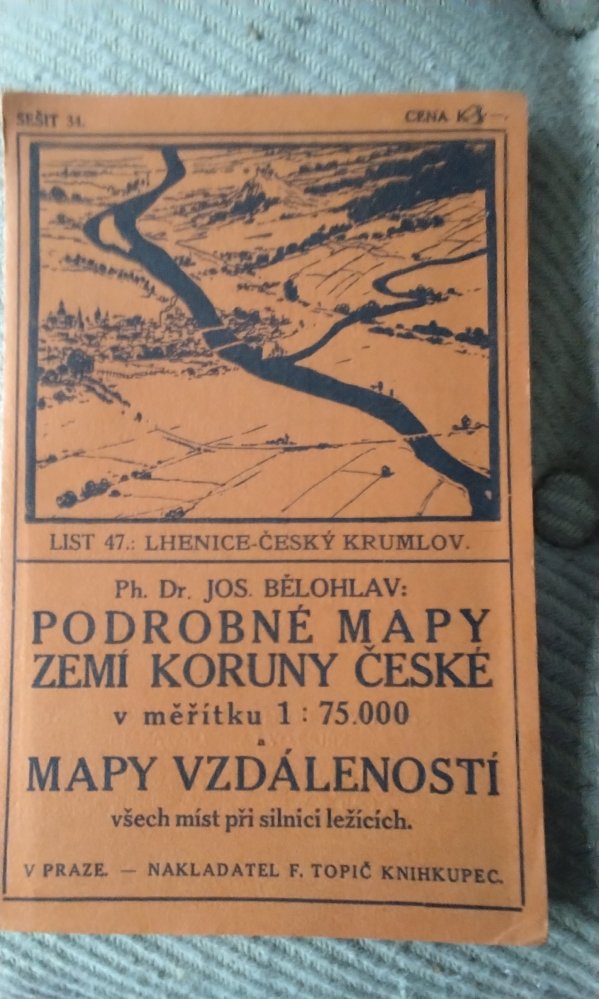 SEŠIT 34.
CENA K
LIST 47.: LHENICE-ČESKÝ KRUMLOV.
Ph. Dr. JOS. BĚLOHLAV:
PODROBNÉ MAPY
ZEMÍ KORUNY ČESKÉ
v měřítku 1 : 75.000
a
MAPY VZDÁLENOSTÍ
všech míst při silnici ležících.
V PRAZE. — NAKLADATEL F. TOPIČ KNIHKUPEC.